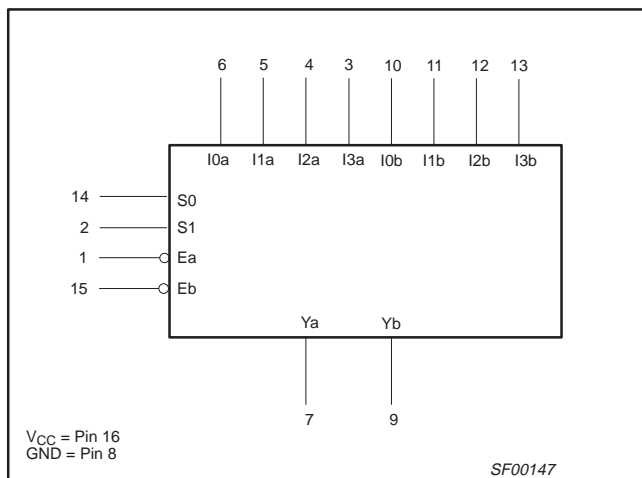 6 5 4 3 10 11 12 13
I0a I1a I2a I3a I0b I1b I2b I3b
14 S0
2 S1
1 Ea
15 Eb
Ya Yb
7 9
VCC = Pin 16
GND = Pin 8
SF00147